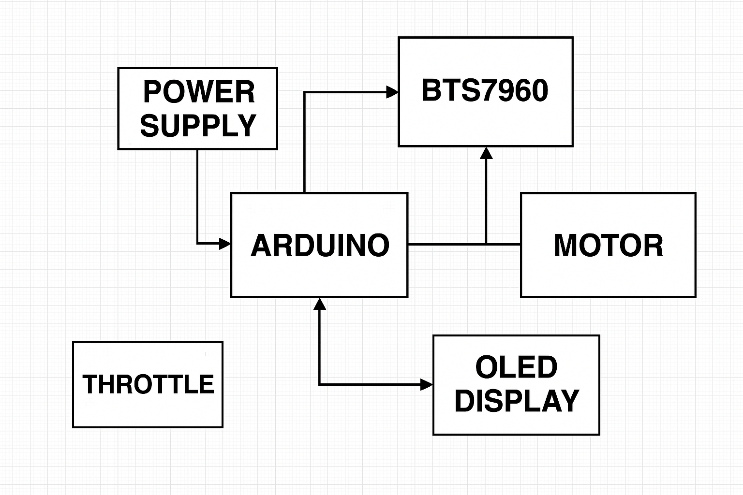 POWER
SUPPLY
BTS7960
ARDUINO
MOTOR
THROTTLE
OLED
DISPLAY